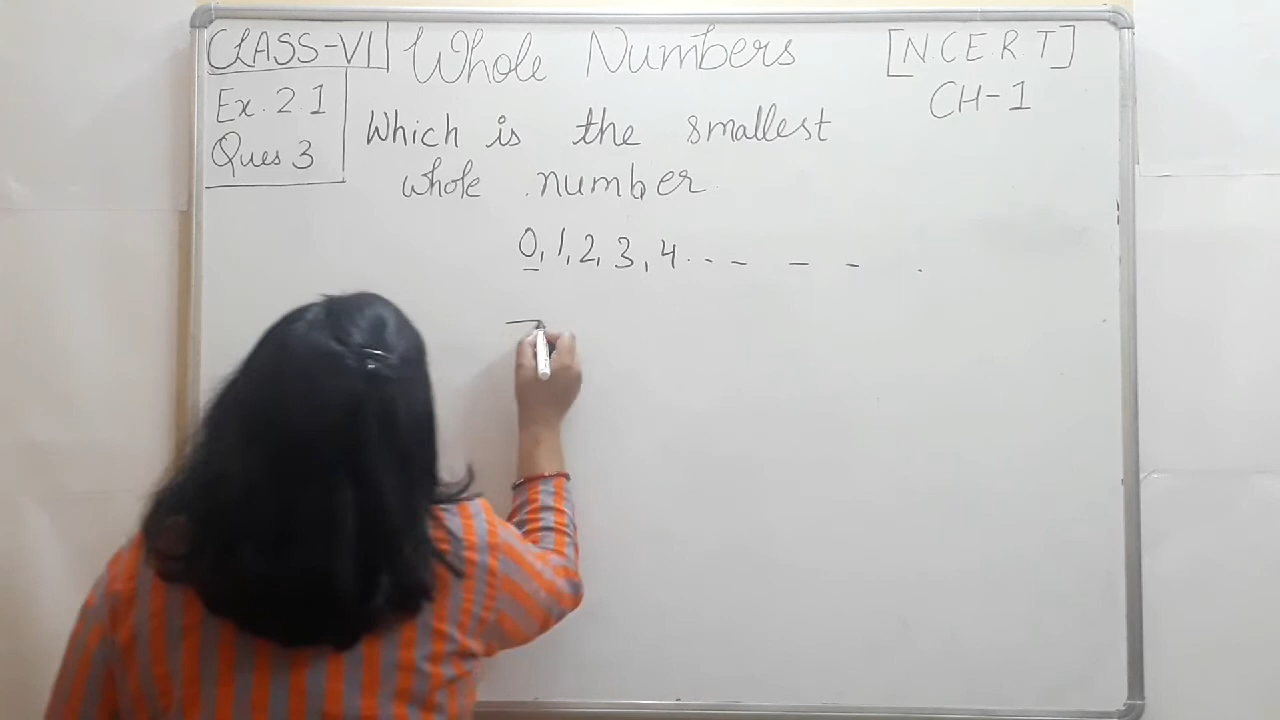 CLASS-VI Whole Numbers [N.C.E.R.T]
CH-1
Ex. 2.1
Ques 3
Which is the smallest
whole number.
0, 1, 2, 3, 4 . . - - - - .